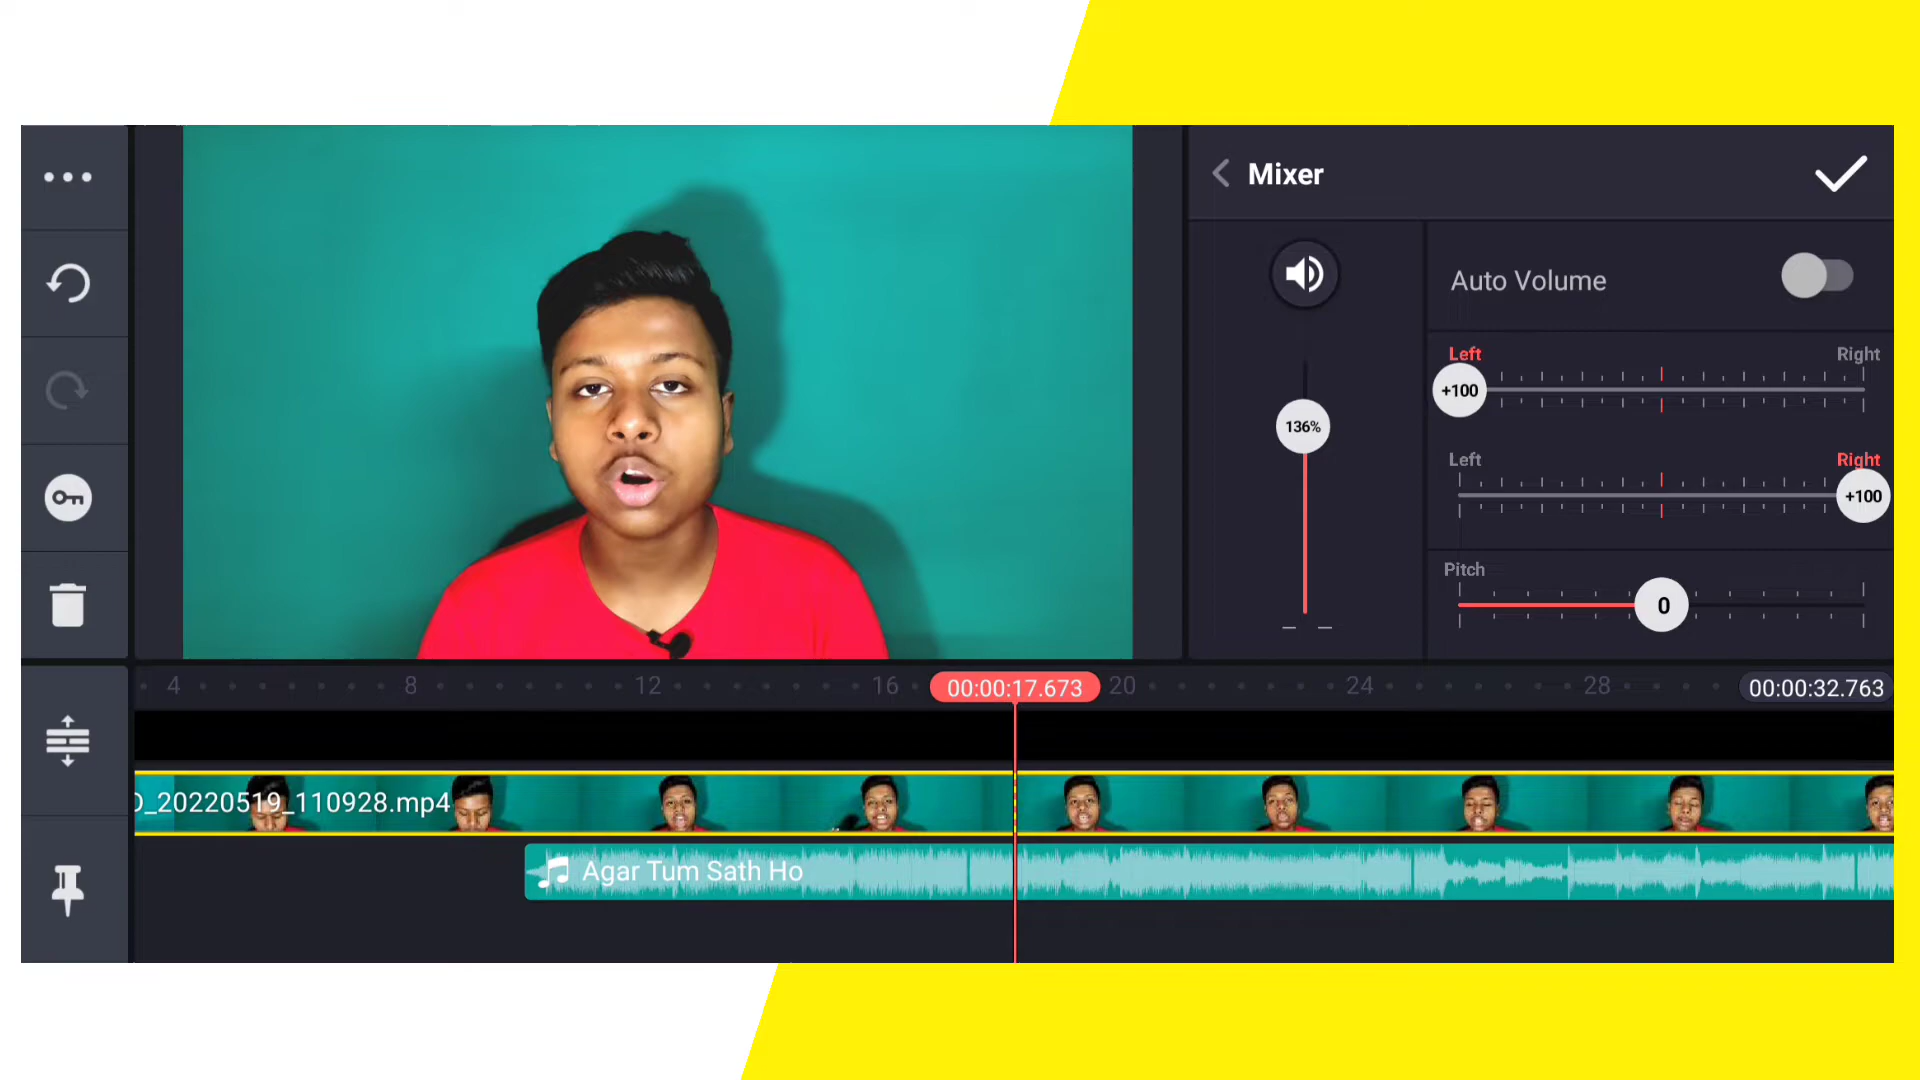 Mixer
Auto Volume
Left
Right
+100
136%
Left
Right
+100
Pitch
0
4
8
12
16
00:00:17.673
20
24
28
00:00:32.763
_20220519_110928.mp4
Agar Tum Sath Ho